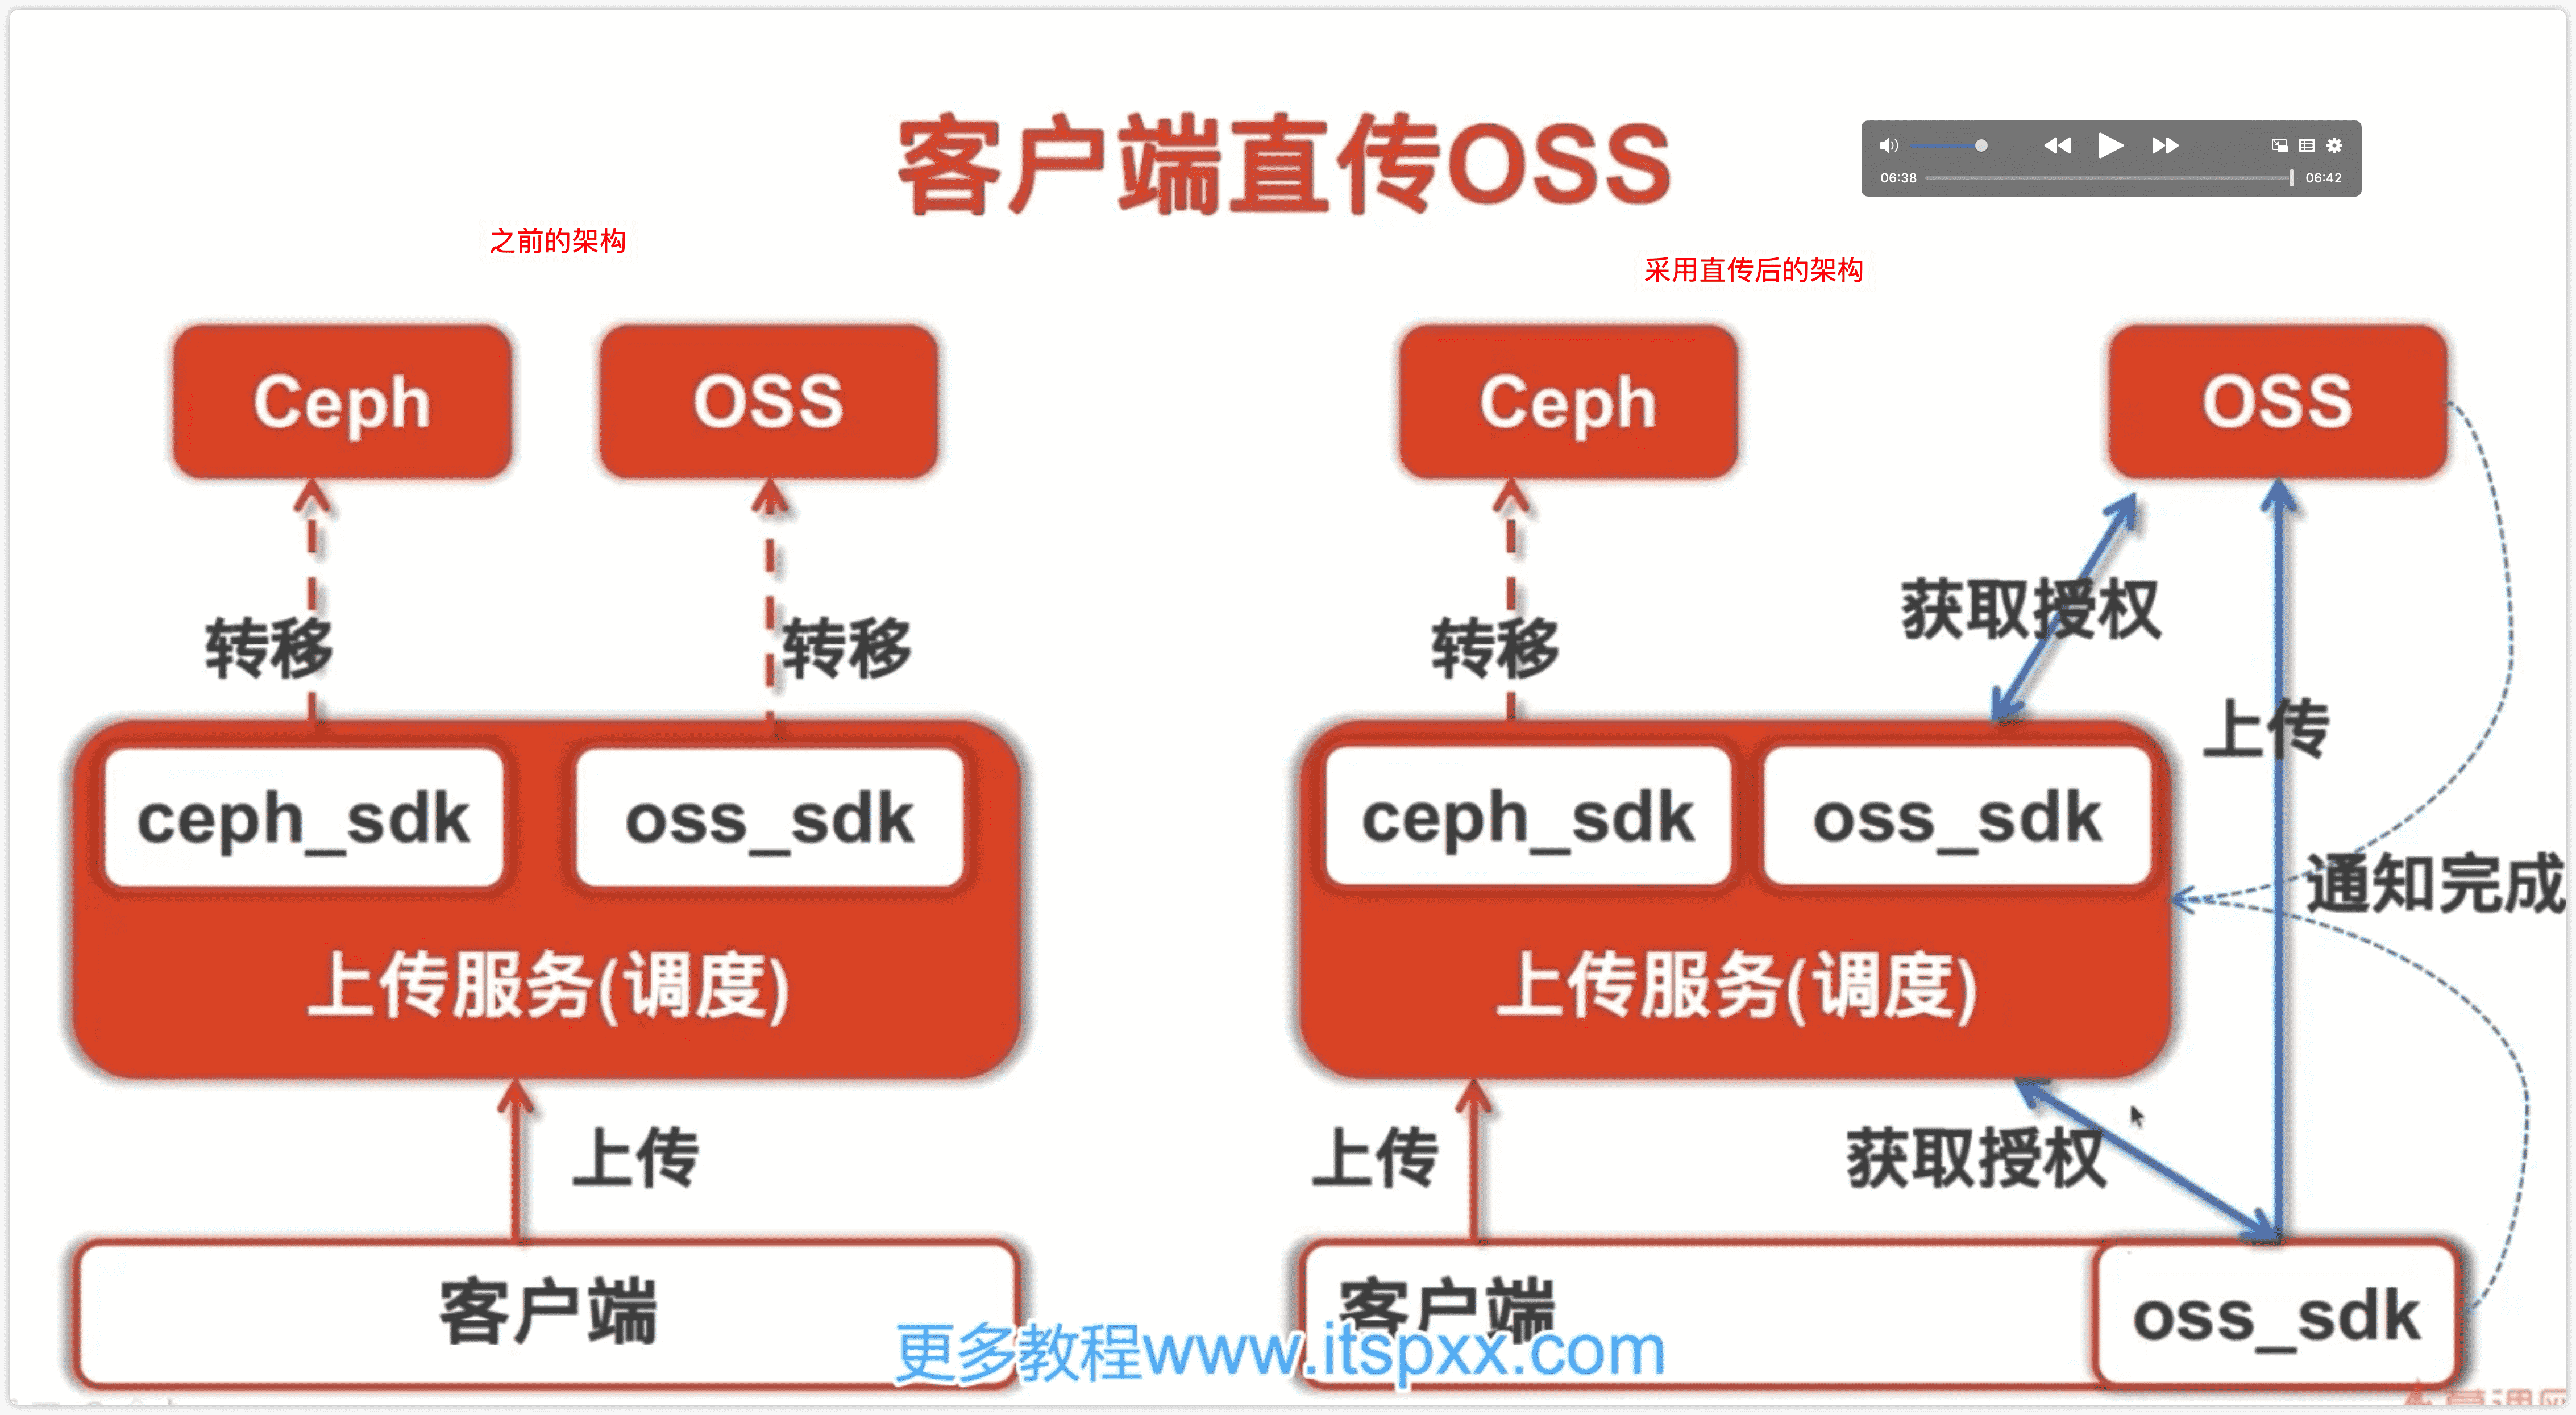 客户端直传OSS
06:38
06:42
之前的架构
采用直传后的架构
Ceph
OSS
转移
转移
ceph_sdk
oss_sdk
上传服务(调度)
上传
客户端
Ceph
OSS
转移
获取授权
上传
ceph_sdk
oss_sdk
通知完成
上传服务(调度)
上传
获取授权
客户端
oss_sdk
更多教程www.itspxx.com